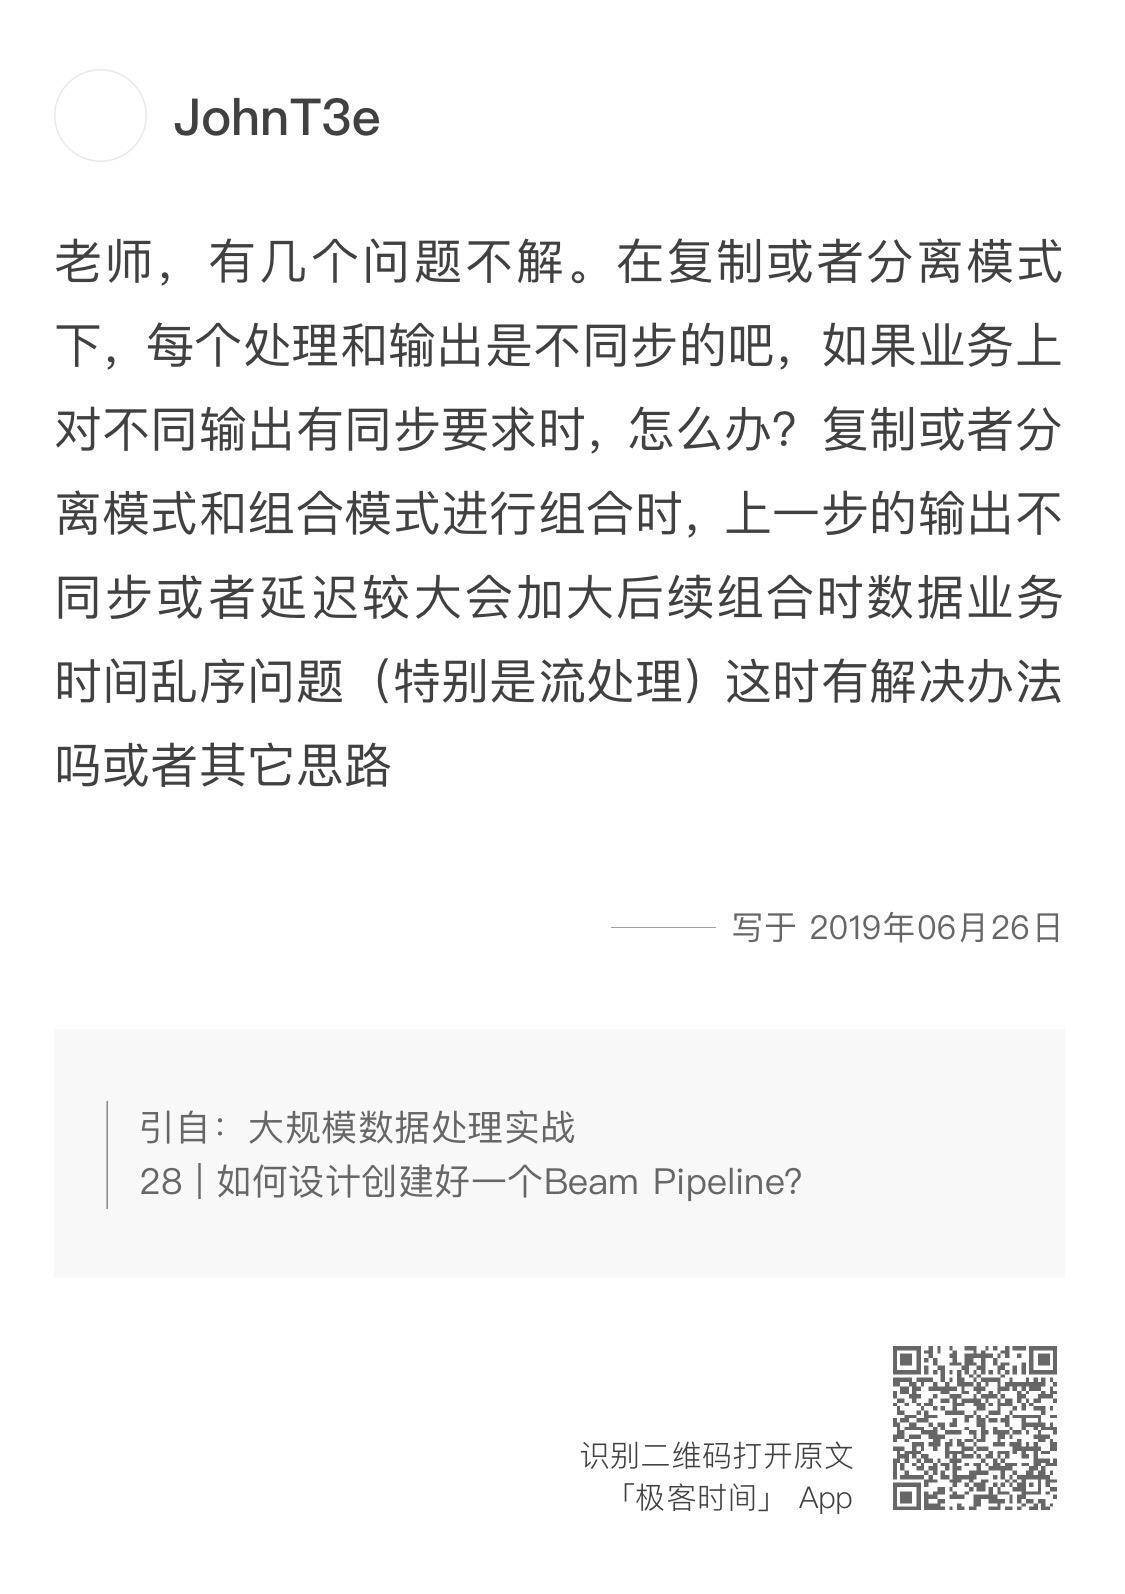 JohnT3e
老师，有几个问题不解。在复制或者分离模式
下，每个处理和输出是不同步的吧，如果业务上
对不同输出有同步要求时，怎么办？复制或者分
离模式和组合模式进行组合时，上一步的输出不
同步或者延迟较大会加大后续组合时数据业务
时间乱序问题（特别是流处理）这时有解决办法
吗或者其它思路
写于 2019年06月26日
引自：大规模数据处理实战
28 | 如何设计创建好一个Beam Pipeline?
识别二维码打开原文
「极客时间」 App